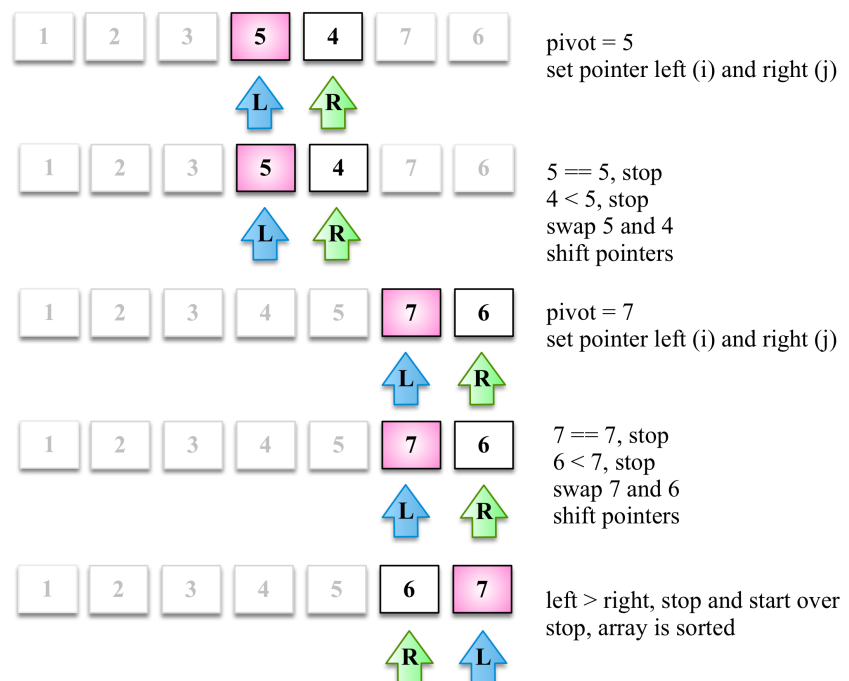 1 2 3 5 4 7 6
pivot = 5
set pointer left (i) and right (j)
L R
1 2 3 5 4 7 6
5 == 5, stop
4 < 5, stop
swap 5 and 4
shift pointers
L R
1 2 3 4 5 7 6
pivot = 7
set pointer left (i) and right (j)
L R
1 2 3 4 5 7 6
7 == 7, stop
6 < 7, stop
swap 7 and 6
shift pointers
L R
1 2 3 4 5 6 7
left > right, stop and start over
stop, array is sorted
R L